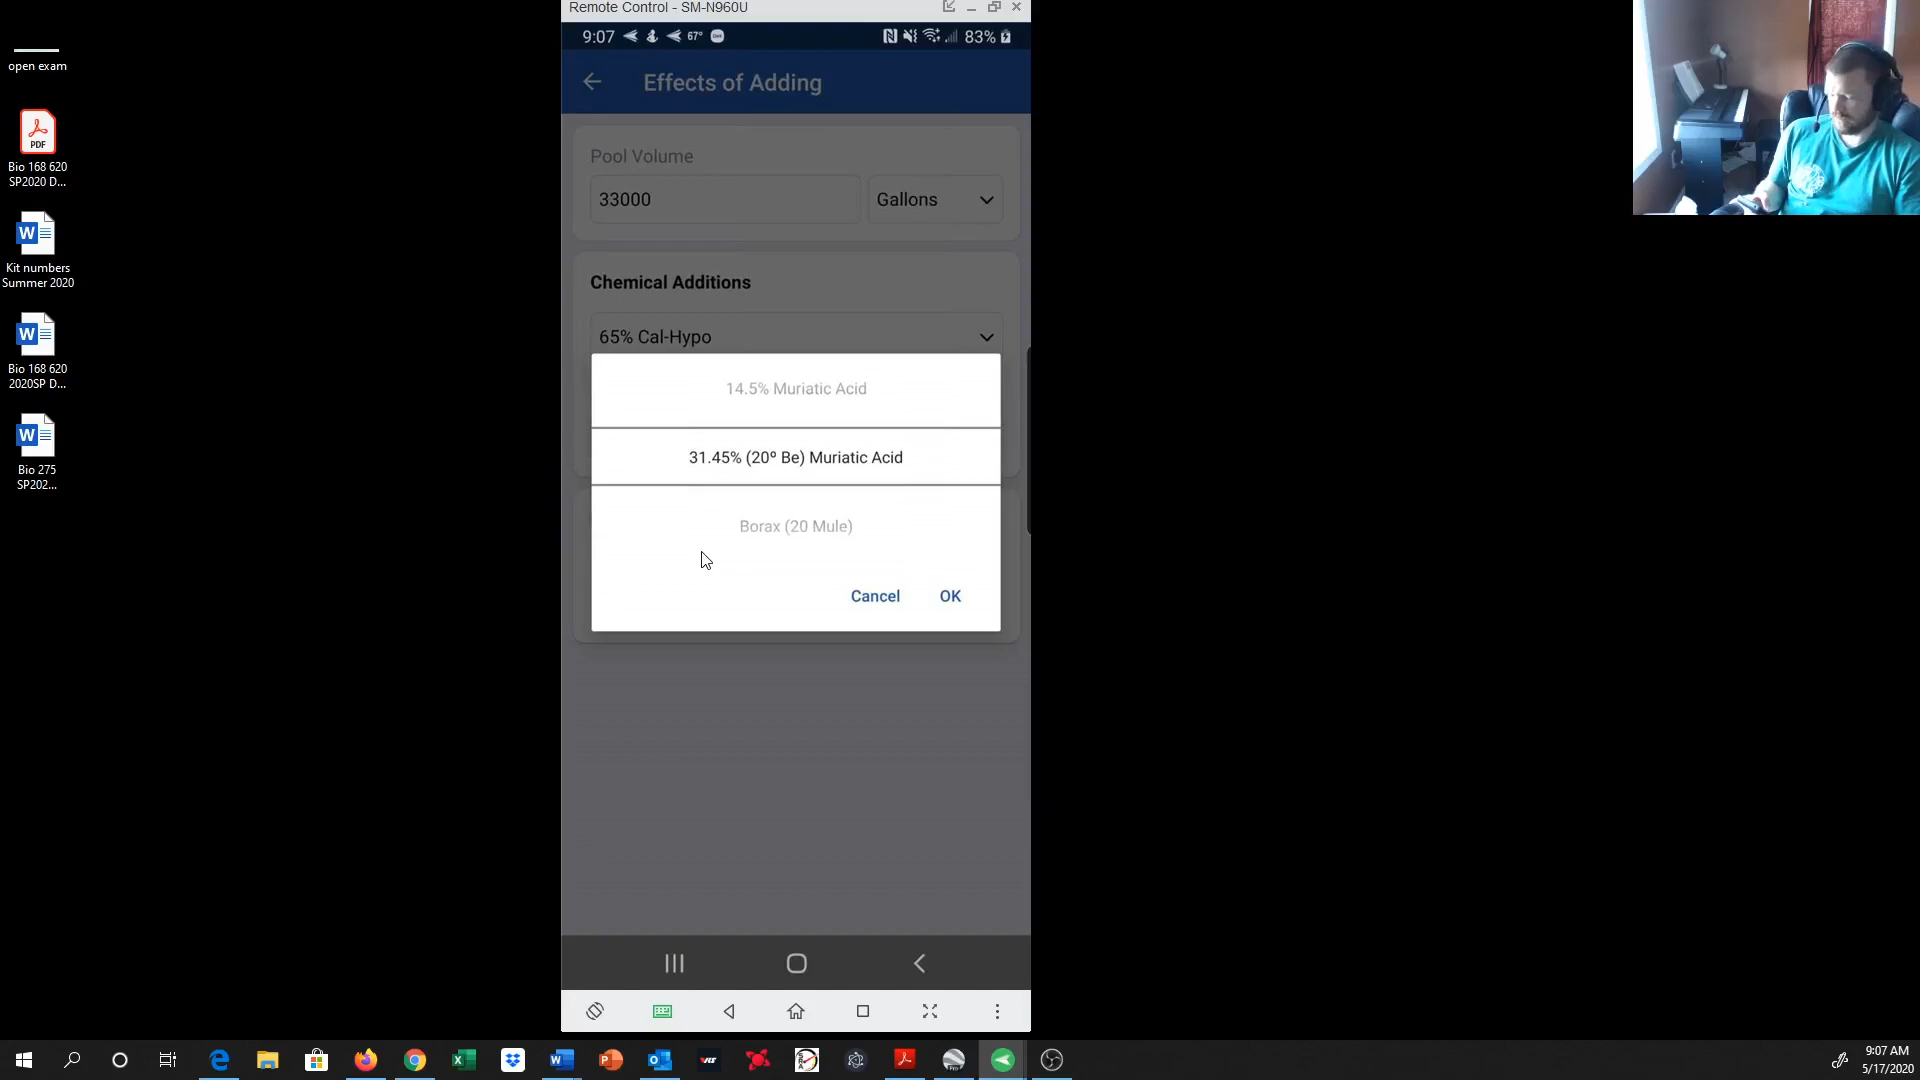 Remote Control - SM-N960U
9:07
67°
83%
Effects of Adding
Pool Volume
33000
Gallons
Chemical Additions
65% Cal-Hypo
14.5% Muriatic Acid
31.45% (20º Be) Muriatic Acid
Borax (20 Mule)
Cancel
OK
open exam
PDF
Bio 168 620
SP2020 D...
Kit numbers
Summer 2020
Bio 168 620
2020SP D...
Bio 275
SP202...
9:07 AM
5/17/2020